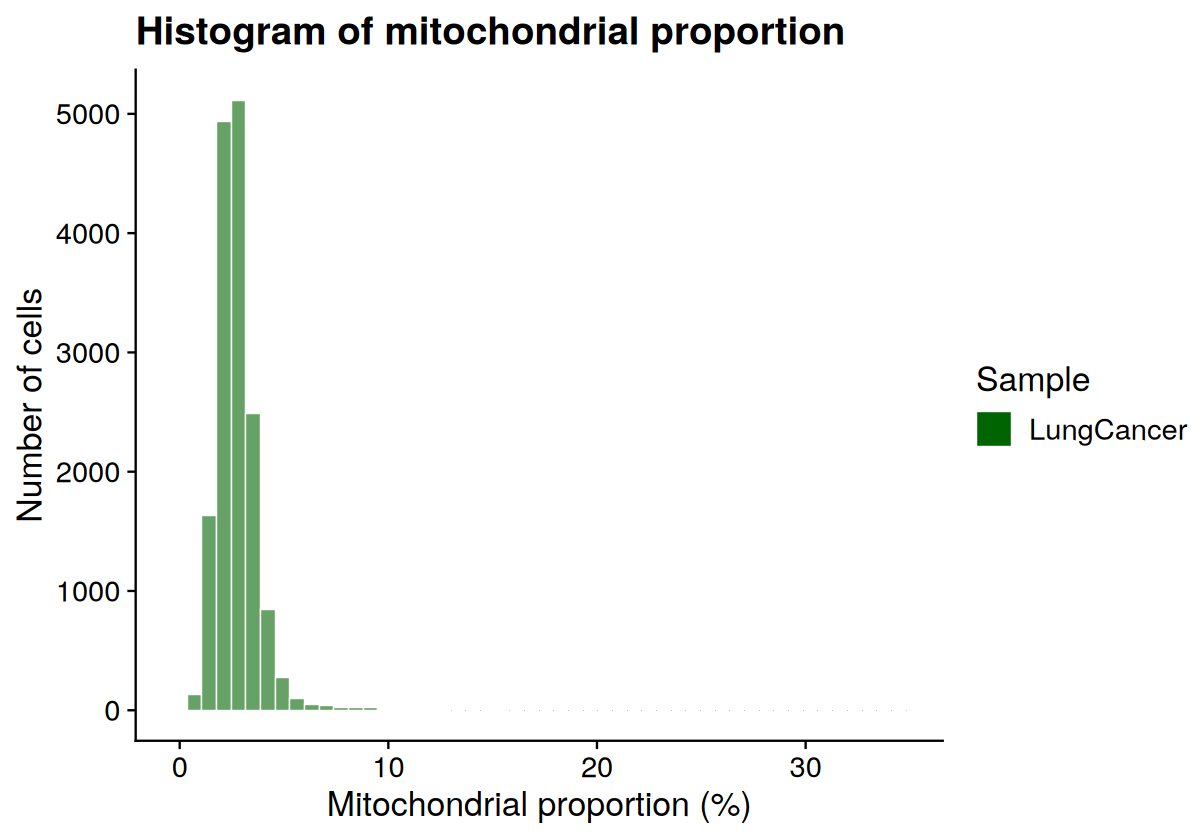 Histogram of mitochondrial proportion
Number of cells
5000
4000
3000
2000
1000
0
0 10 20 30
Mitochondrial proportion (%)
Sample
LungCancer